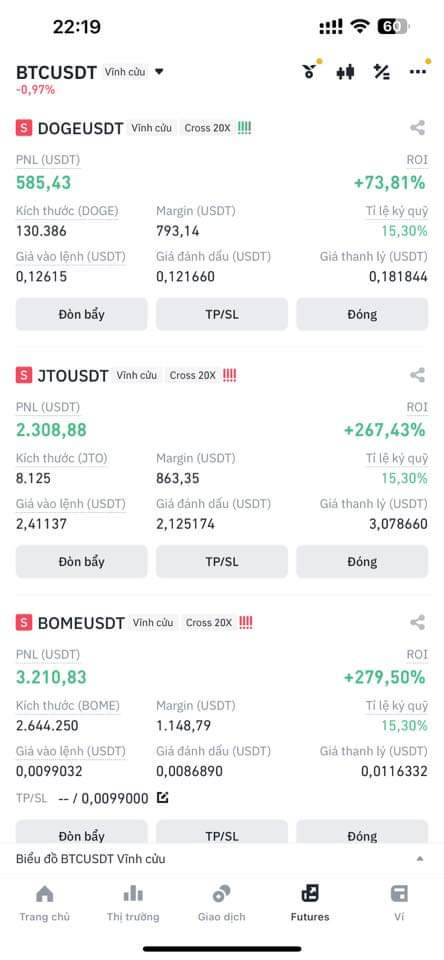 22:19
60
BTCUSDT Vĩnh cửu
-0,97%
S DOGEUSDT Vĩnh cửu Cross 20X !!!!
PNL (USDT) ROI
585,43 +73,81%
Kích thước (DOGE) Margin (USDT) Tỉ lệ ký quỹ
130.386 793,14 15,30%
Giá vào lệnh (USDT) Giá đánh dấu (USDT) Giá thanh lý (USDT)
0,12615 0,121660 0,181844
Đòn bẩy TP/SL Đóng
S JTOUSDT Vĩnh cửu Cross 20X !!!!
PNL (USDT) ROI
2.308,88 +267,43%
Kích thước (JTO) Margin (USDT) Tỉ lệ ký quỹ
8.125 863,35 15,30%
Giá vào lệnh (USDT) Giá đánh dấu (USDT) Giá thanh lý (USDT)
2,41137 2,125174 3,078660
Đòn bẩy TP/SL Đóng
S BOMEUSDT Vĩnh cửu Cross 20X !!!!
PNL (USDT) ROI
3.210,83 +279,50%
Kích thước (BOME) Margin (USDT) Tỉ lệ ký quỹ
2.644.250 1.148,79 15,30%
Giá vào lệnh (USDT) Giá đánh dấu (USDT) Giá thanh lý (USDT)
0,0099032 0,0086890 0,0116332
TP/SL -- / 0,0099000
Đòn bẩy TP/SL Đóng
Biểu đồ BTCUSDT Vĩnh cửu
Trang chủ Thị trường Giao dịch Futures Ví